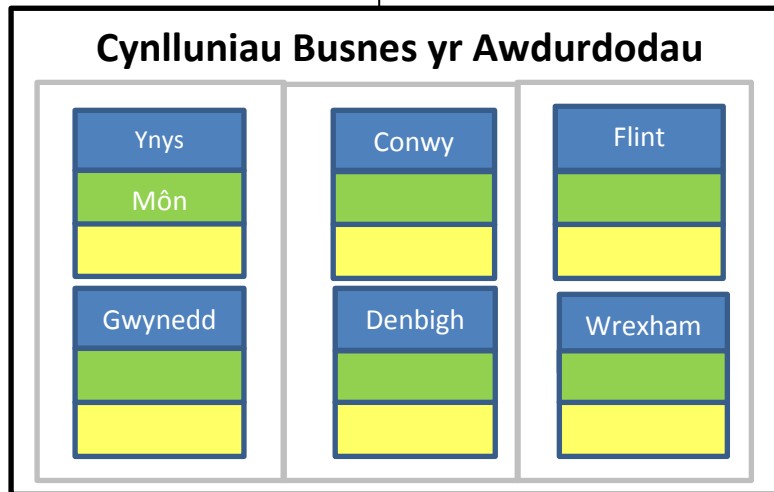 Cynlluniau Busnes yr Awdurdodau
Ynys
Môn
Conwy
Flint
Gwynedd
Denbigh
Wrexham